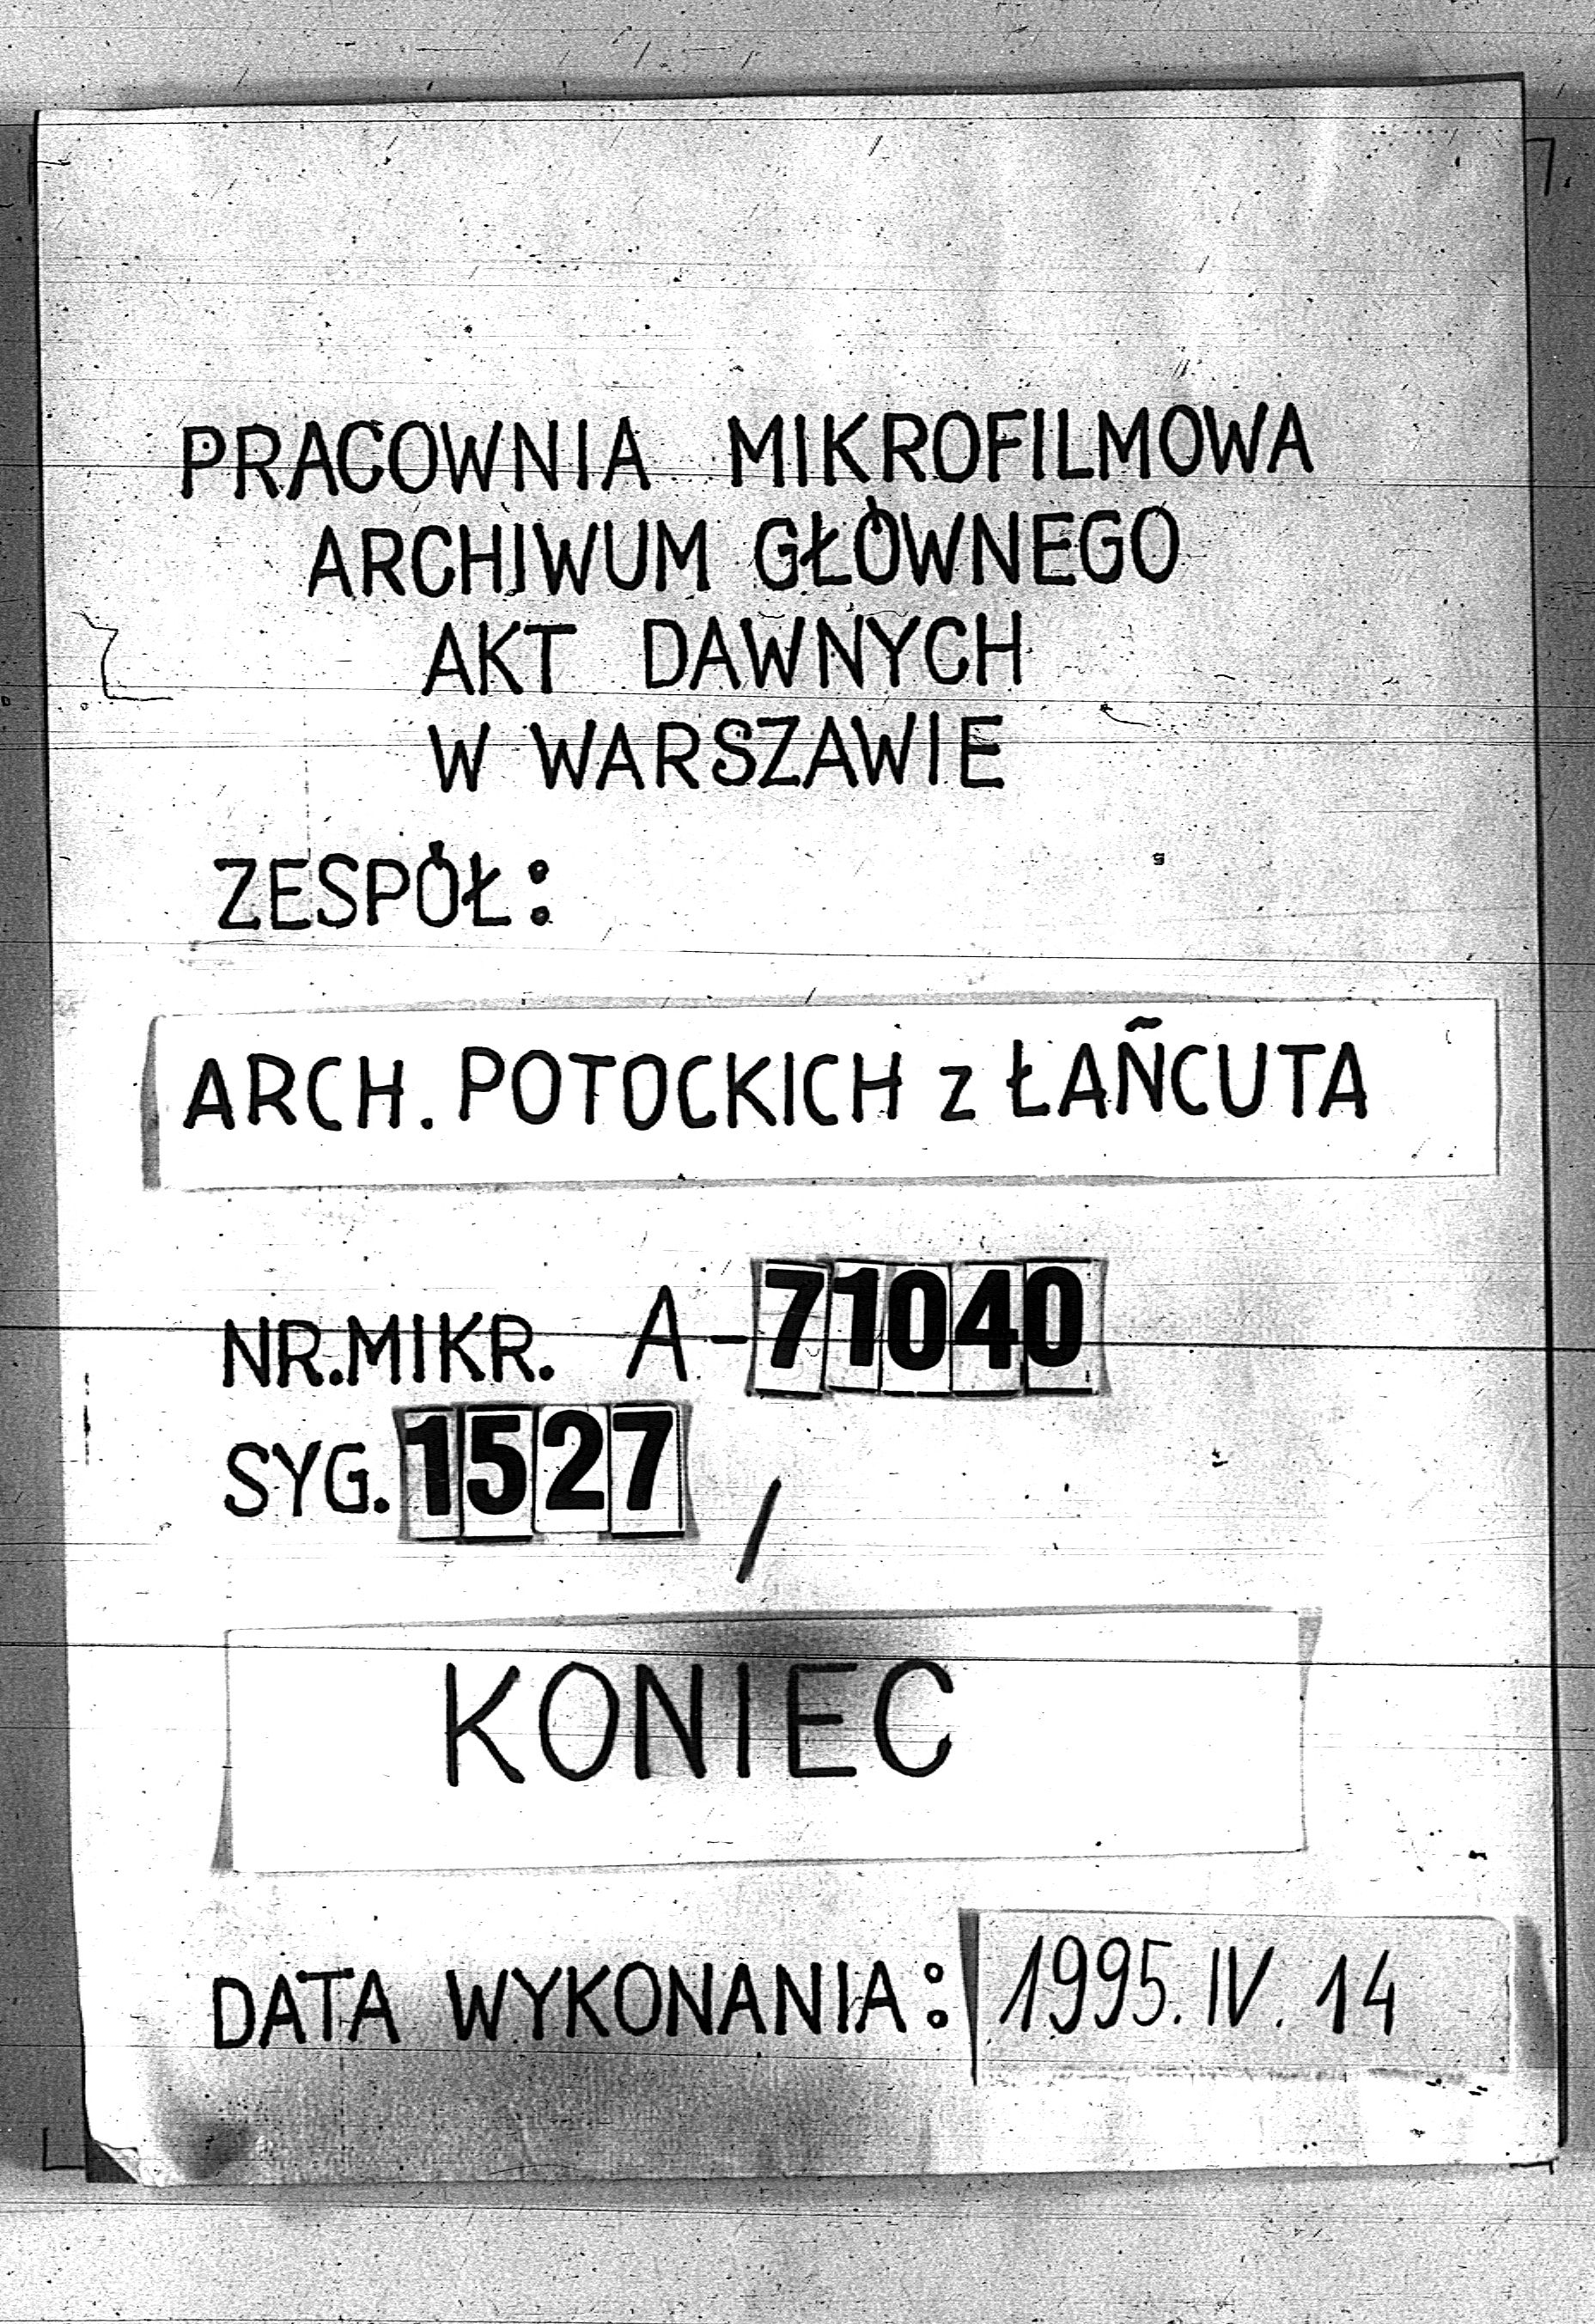 PRACOWNIA MIKROFILMOWA
ARCHIWUM GŁÓWNEGO
AKT DAWNYCH
W WARSZAWIE
ZESPÓŁ:
ARCH. POTOCKICH z ŁAŃCUTA
NR.MIKR. A-71040
SYG. 1527 /
KONIEC
DATA WYKONANIA: 1995. IV. 14